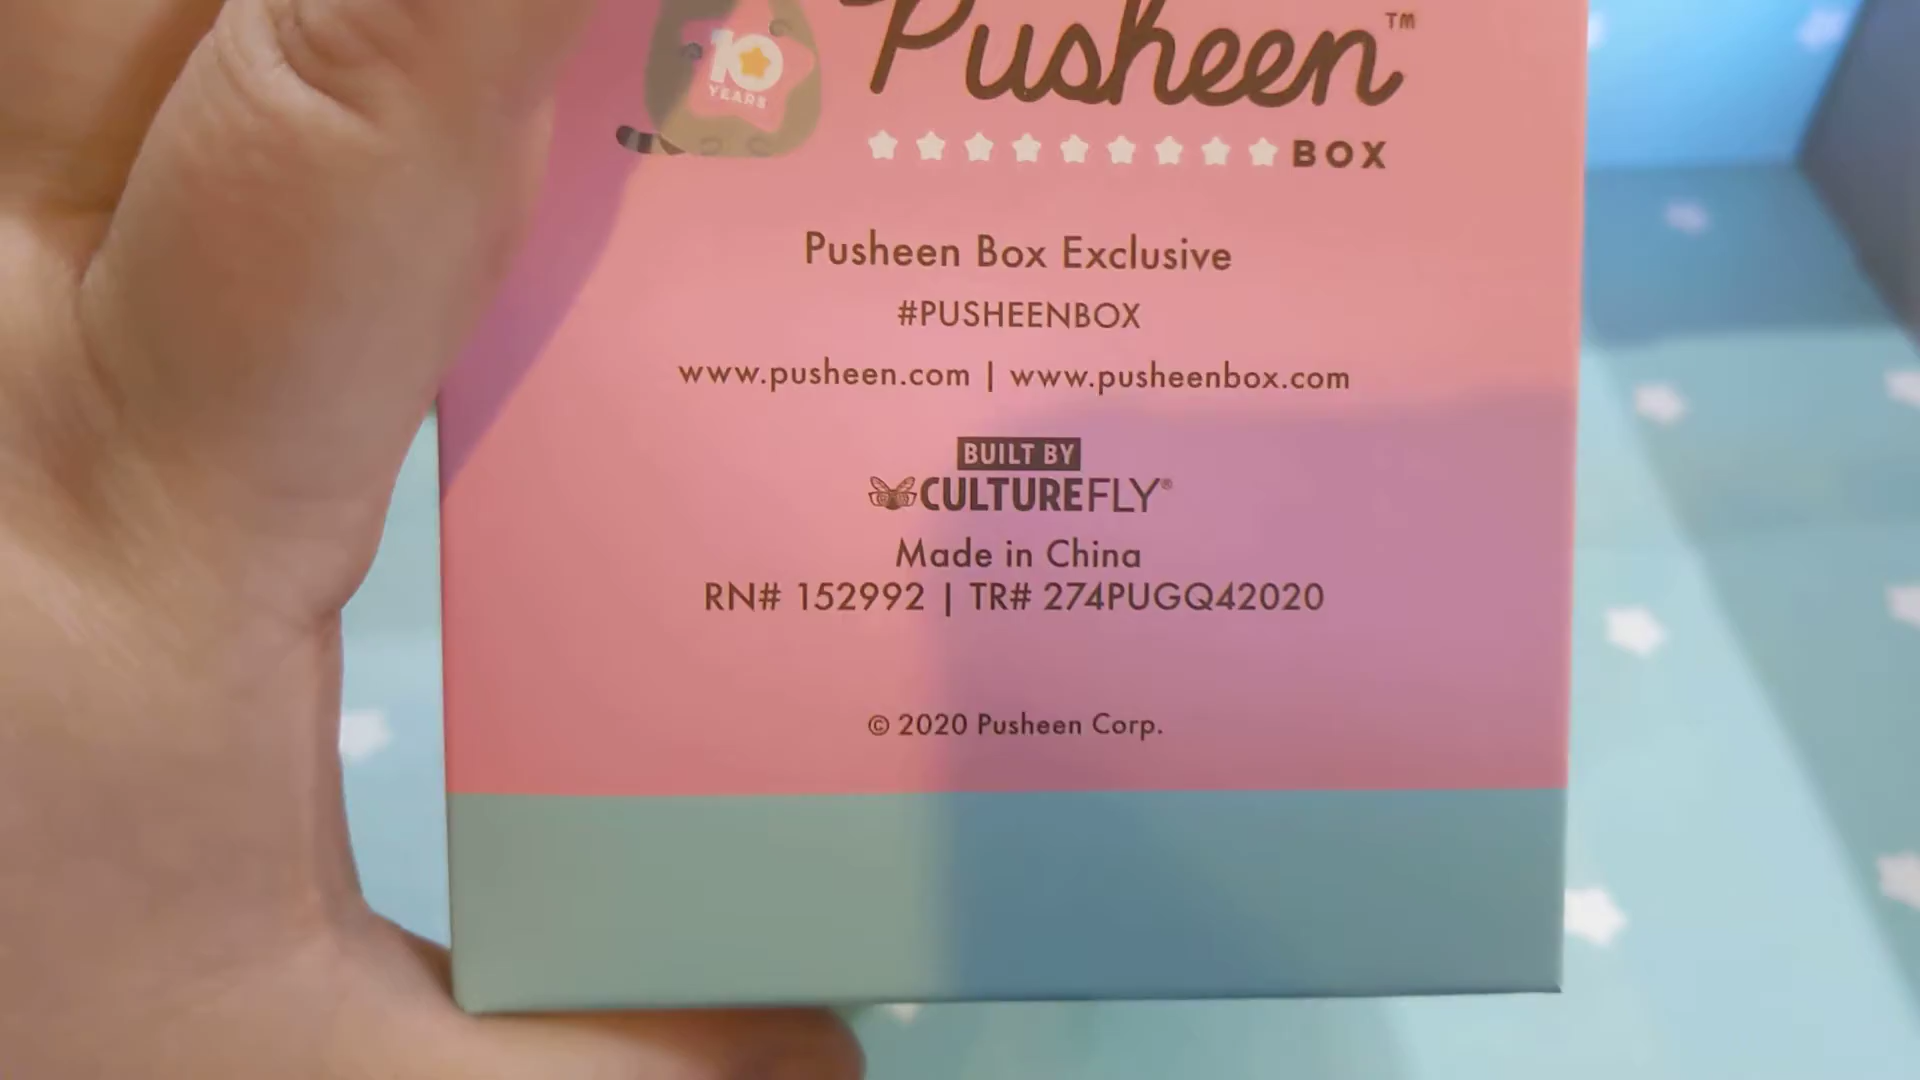 10
YEARS
Pusheen™
BOX
Pusheen Box Exclusive
#PUSHEENBOX
www.pusheen.com | www.pusheenbox.com
BUILT BY
CULTUREFLY®
Made in China
RN# 152992 | TR# 274PUGQ42020
© 2020 Pusheen Corp.